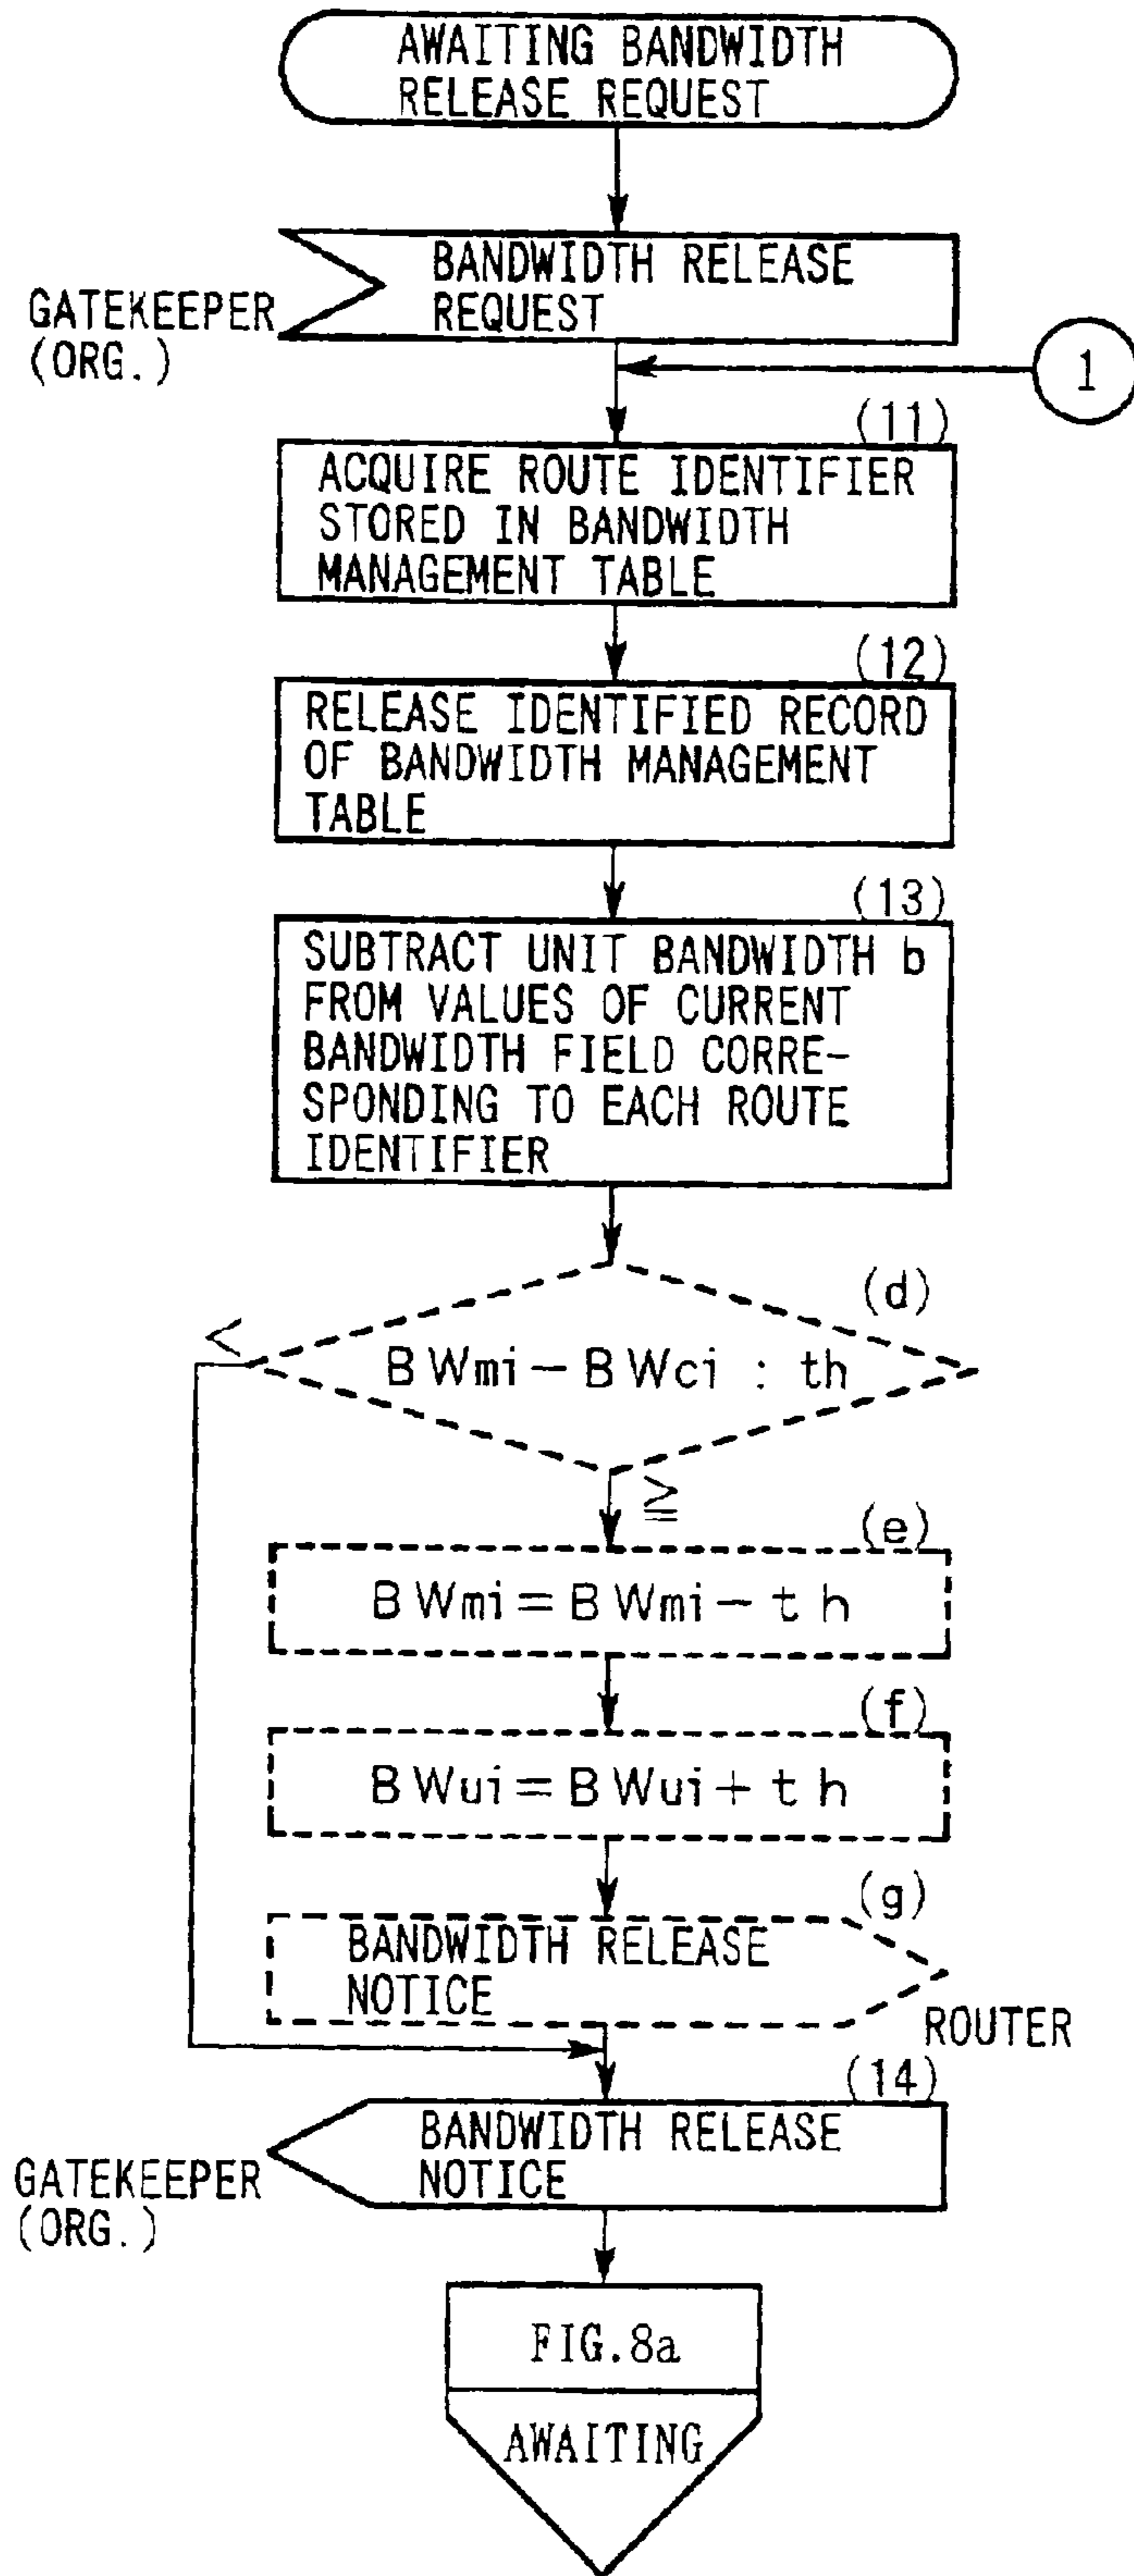 AWAITING BANDWIDTH
RELEASE REQUEST
BANDWIDTH RELEASE
REQUEST
GATEKEEPER
(ORG.)
1
(11)
ACQUIRE ROUTE IDENTIFIER
STORED IN BANDWIDTH
MANAGEMENT TABLE
(12)
RELEASE IDENTIFIED RECORD
OF BANDWIDTH MANAGEMENT
TABLE
(13)
SUBTRACT UNIT BANDWIDTH b
FROM VALUES OF CURRENT
BANDWIDTH FIELD CORRE-
SPONDING TO EACH ROUTE
IDENTIFIER
(d)
<
BWmi-BWci : th
≧
(e)
BWmi=BWmi-th
(f)
BWui=BWui+th
(g)
BANDWIDTH RELEASE
NOTICE
ROUTER
(14)
BANDWIDTH RELEASE
NOTICE
GATEKEEPER
(ORG.)
FIG.8a
AWAITING